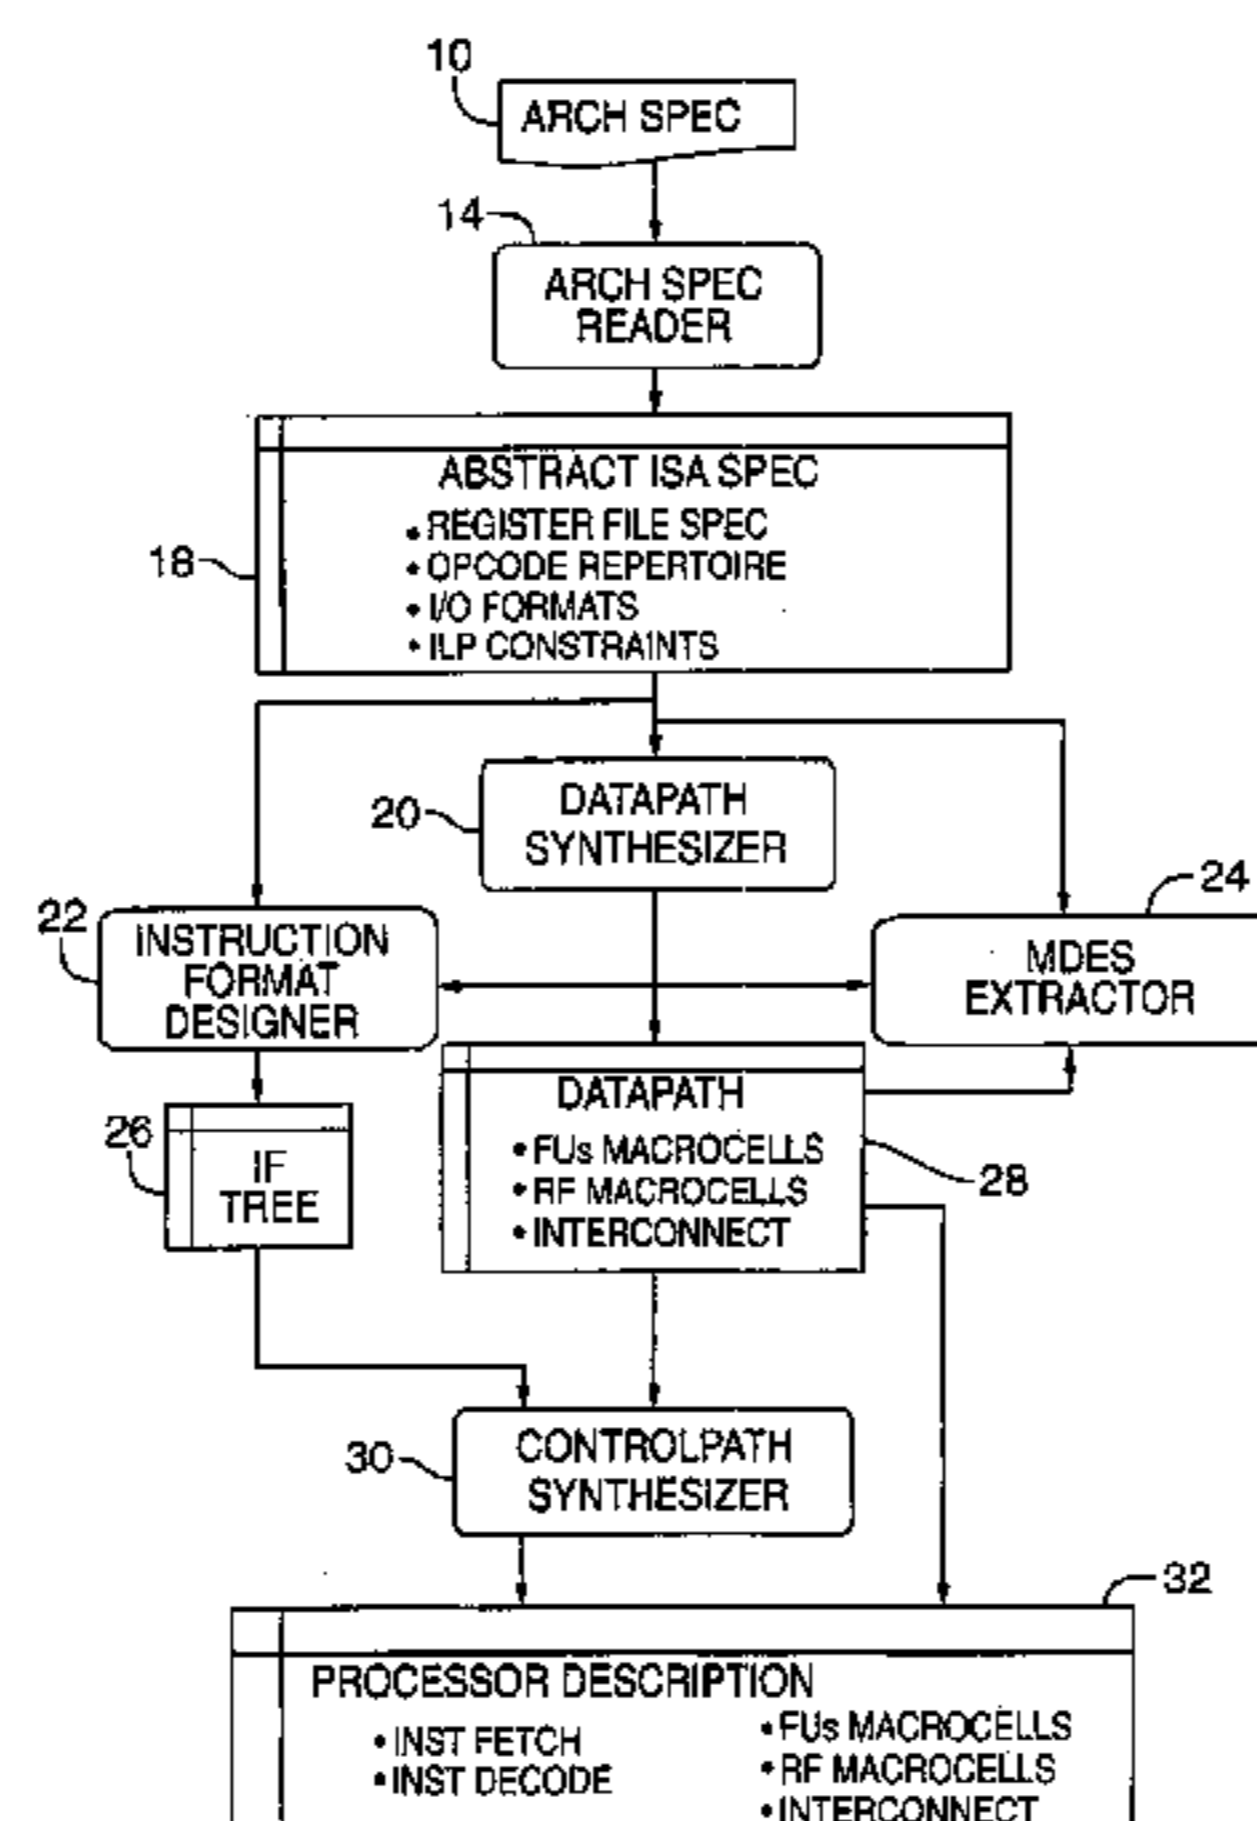 10
ARCH SPEC
14
ARCH SPEC
READER
18
ABSTRACT ISA SPEC
• REGISTER FILE SPEC
• OPCODE REPERTOIRE
• I/O FORMATS
• ILP CONSTRAINTS
20
DATAPATH
SYNTHESIZER
22
INSTRUCTION
FORMAT
DESIGNER
24
MDES
EXTRACTOR
26
IF
TREE
DATAPATH
• FUs MACROCELLS
• RF MACROCELLS
• INTERCONNECT
28
30
CONTROLPATH
SYNTHESIZER
32
PROCESSOR DESCRIPTION
• INST FETCH
• INST DECODE
• FUs MACROCELLS
• RF MACROCELLS
• INTERCONNECT